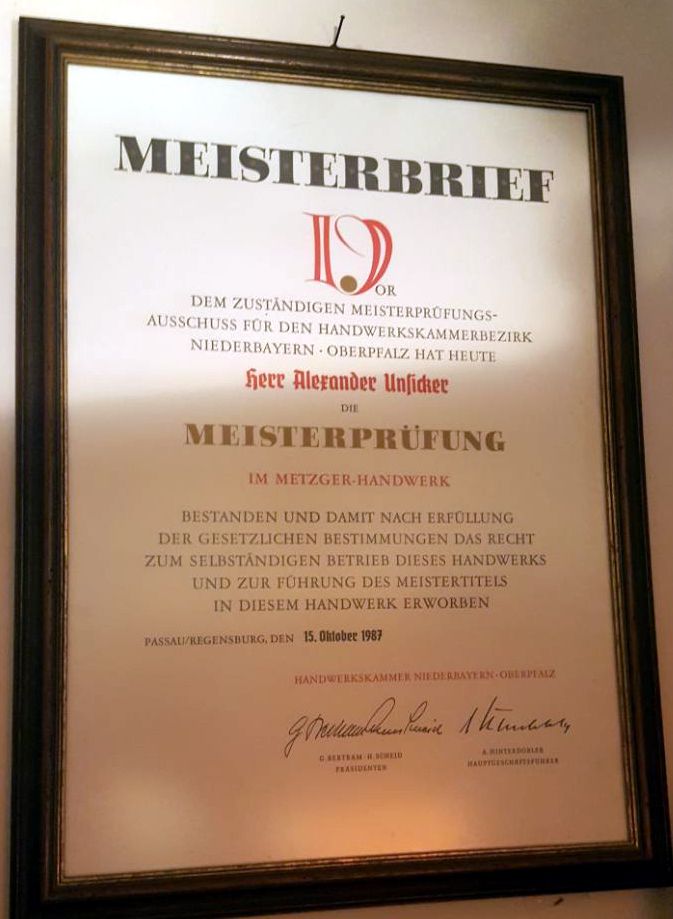 MEISTERBRIEF
VOR
DEM ZUSTÄNDIGEN MEISTERPRÜFUNGS-
AUSSCHUSS FÜR DEN HANDWERKSKAMMERBEZIRK
NIEDERBAYERN · OBERPFALZ HAT HEUTE
Herr Alexander Unsicker
DIE
MEISTERPRÜFUNG
IM METZGER-HANDWERK
BESTANDEN UND DAMIT NACH ERFÜLLUNG
DER GESETZLICHEN BESTIMMUNGEN DAS RECHT
ZUM SELBSTÄNDIGEN BETRIEB DIESES HANDWERKS
UND ZUR FÜHRUNG DES MEISTERTITELS
IN DIESEM HANDWERK ERWORBEN
PASSAU/REGENSBURG, DEN 15. Oktober 1987
HANDWERKSKAMMER NIEDERBAYERN · OBERPFALZ
G. BERTRAM · H. SCHEID
PRÄSIDENTEN
A. HINTERDOBLER
HAUPTGESCHÄFTSFÜHRER